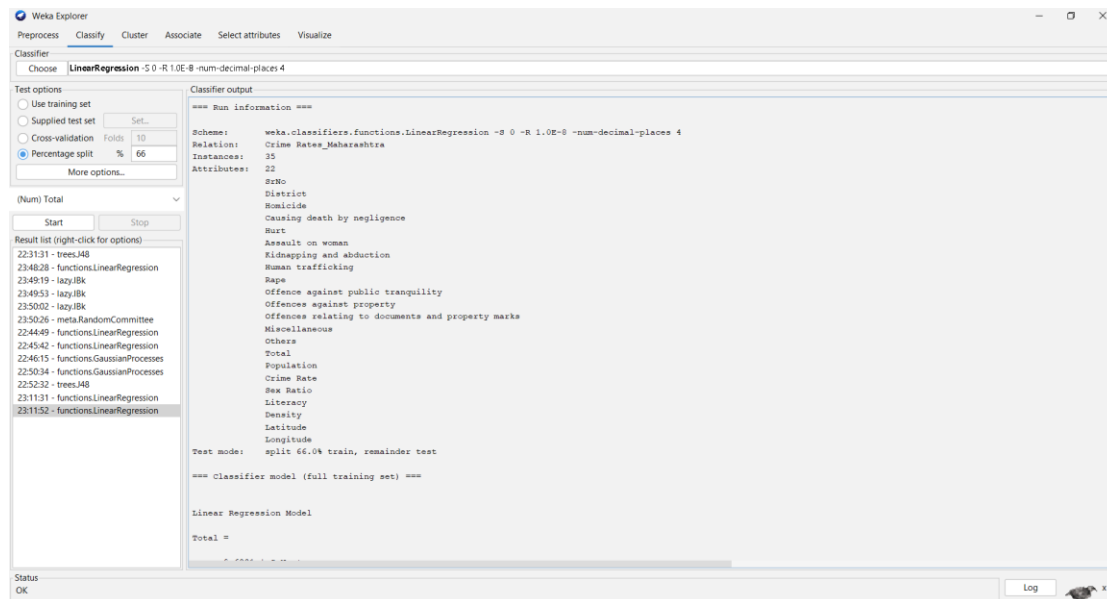 Weka Explorer
Preprocess Classify Cluster Associate Select attributes Visualize
Classifier
Choose LinearRegression -S 0 -R 1.0E-8 -num-decimal-places 4
Test options
Use training set
Supplied test set Set...
Cross-validation Folds 10
Percentage split % 66
More options...
(Num) Total
Start Stop
Result list (right-click for options)
22:31:31 - trees.J48
23:48:28 - functions.LinearRegression
23:49:19 - lazy.IBk
23:49:53 - lazy.IBk
23:50:02 - lazy.IBk
23:50:26 - meta.RandomCommittee
22:44:49 - functions.LinearRegression
22:45:42 - functions.LinearRegression
22:46:15 - functions.GaussianProcesses
22:50:34 - functions.GaussianProcesses
22:52:32 - trees.J48
23:11:31 - functions.LinearRegression
23:11:52 - functions.LinearRegression
Classifier output
=== Run information ===
Scheme: weka.classifiers.functions.LinearRegression -S 0 -R 1.0E-8 -num-decimal-places 4
Relation: Crime Rates_Maharashtra
Instances: 35
Attributes: 22
SrNo
District
Homicide
Causing death by negligence
Hurt
Assault on woman
Kidnapping and abduction
Human trafficking
Rape
Offence against public tranquility
Offences against property
Offences relating to documents and property marks
Miscellaneous
Others
Total
Population
Crime Rate
Sex Ratio
Literacy
Density
Latitude
Longitude
Test mode: split 66.0% train, remainder test
=== Classifier model (full training set) ===
Linear Regression Model
Total =
Status
OK
Log
x